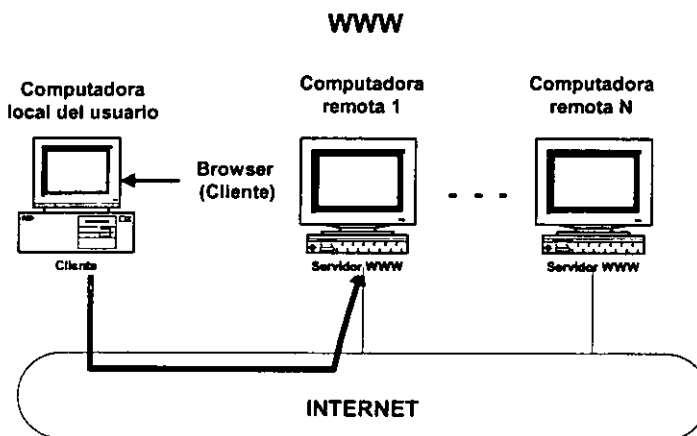 WWW
Computadora
local del usuario
Computadora
remota 1
Computadora
remota N
Browser
(Cliente)
- - -
Cliente
Servidor WWW
Servidor WWW
INTERNET